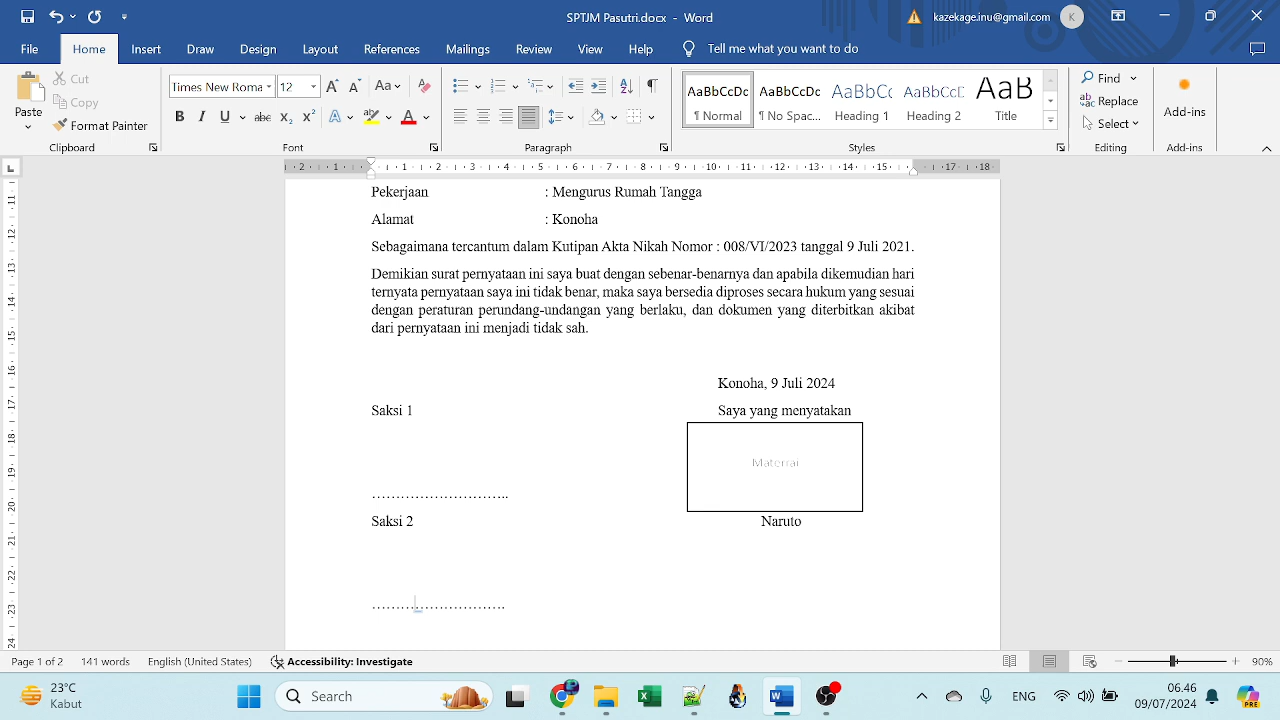 SPTJM Pasutri.docx - Word
kazekage.inu@gmail.com
K
File Home Insert Draw Design Layout References Mailings Review View Help Tell me what you want to do
Paste
Cut
Copy
Format Painter
Clipboard
Times New Roma 12
Font
Paragraph
AaBbCcDc AaBbCcDc AaBbCc AaBbCcD AaB
¶ Normal ¶ No Spac... Heading 1 Heading 2 Title
Styles
Find
Replace
Select
Editing
Add-ins
Add-ins
Pekerjaan : Mengurus Rumah Tangga
Alamat : Konoha
Sebagaimana tercantum dalam Kutipan Akta Nikah Nomor : 008/VI/2023 tanggal 9 Juli 2021.
Demikian surat pernyataan ini saya buat dengan sebenar-benarnya dan apabila dikemudian hari
ternyata pernyataan saya ini tidak benar, maka saya bersedia diproses secara hukum yang sesuai
dengan peraturan perundang-undangan yang berlaku, dan dokumen yang diterbitkan akibat
dari pernyataan ini menjadi tidak sah.
Konoha, 9 Juli 2024
Saksi 1 Saya yang menyatakan
Materrai
………………………..
Saksi 2 Naruto
……………………….
Page 1 of 2 141 words English (United States) Accessibility: Investigate 90%
23°C
Kabut
Search
ENG
06.46
09/07/2024
PRE